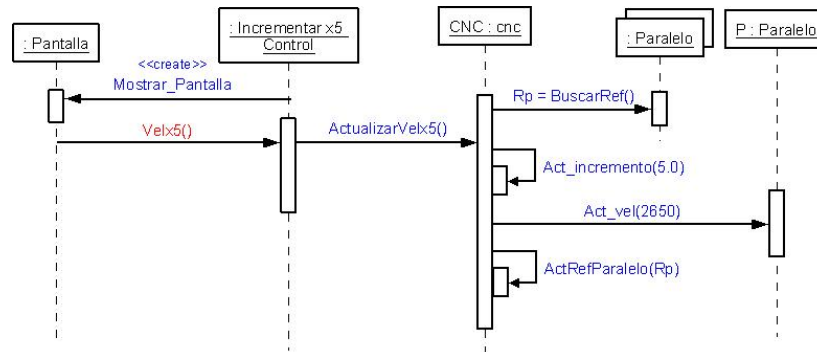 : Pantalla
: Incrementar x5
Control
CNC : cnc
: Paralelo
P : Paralelo
<<create>>
Mostrar_Pantalla
Rp = BuscarRef()
Velx5()
ActualizarVelx5()
Act_incremento(5.0)
Act_vel(2650)
ActRefParalelo(Rp)